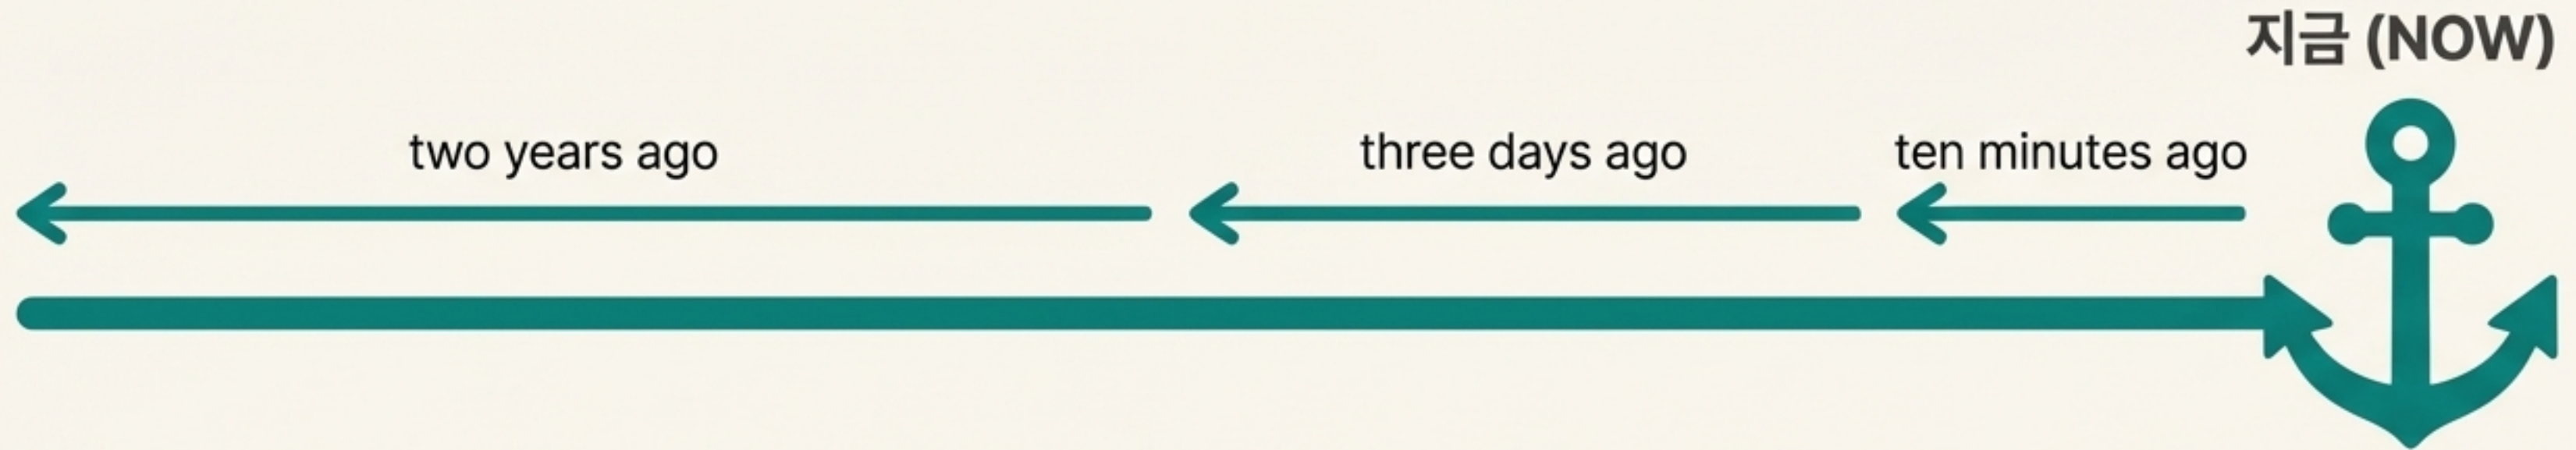 지금 (NOW)
two years ago
three days ago
ten minutes ago